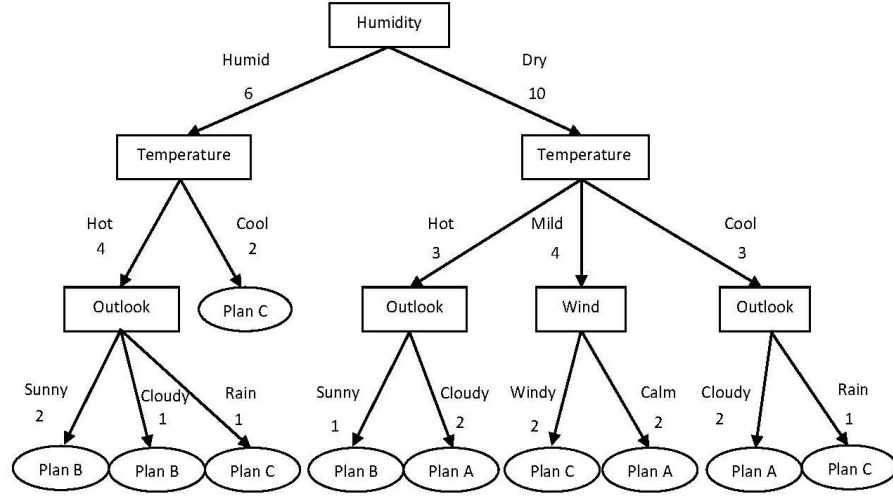 Humidity
Humid
Dry
6
10
Temperature
Temperature
Hot
Cool
Hot
Mild
Cool
4
2
3
4
3
Outlook
Plan C
Outlook
Wind
Outlook
Sunny
Cloudy
Rain
Sunny
Cloudy
Windy
Calm
Cloudy
Rain
2
1
1
1
2
2
2
2
1
Plan B
Plan B
Plan C
Plan B
Plan A
Plan C
Plan A
Plan A
Plan C